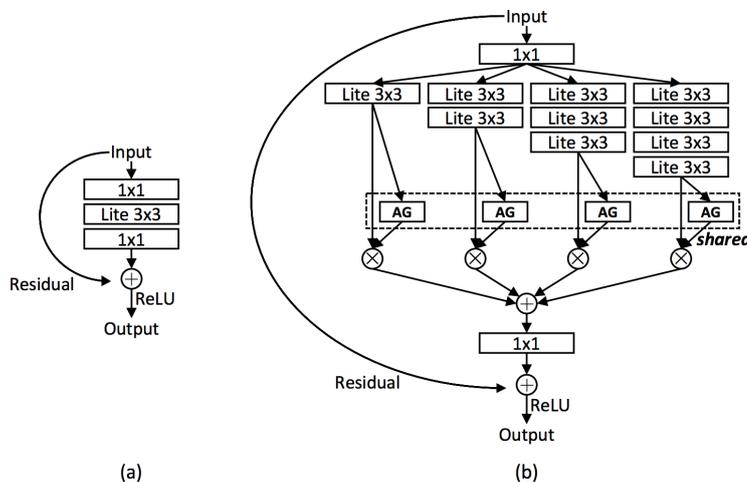 Input
1x1
Lite 3x3
1x1
Residual
ReLU
Output
(a)
Input
1x1
Lite 3x3 Lite 3x3 Lite 3x3 Lite 3x3
Lite 3x3 Lite 3x3 Lite 3x3
Lite 3x3 Lite 3x3
Lite 3x3
AG AG AG AG
shared
1x1
Residual
ReLU
Output
(b)